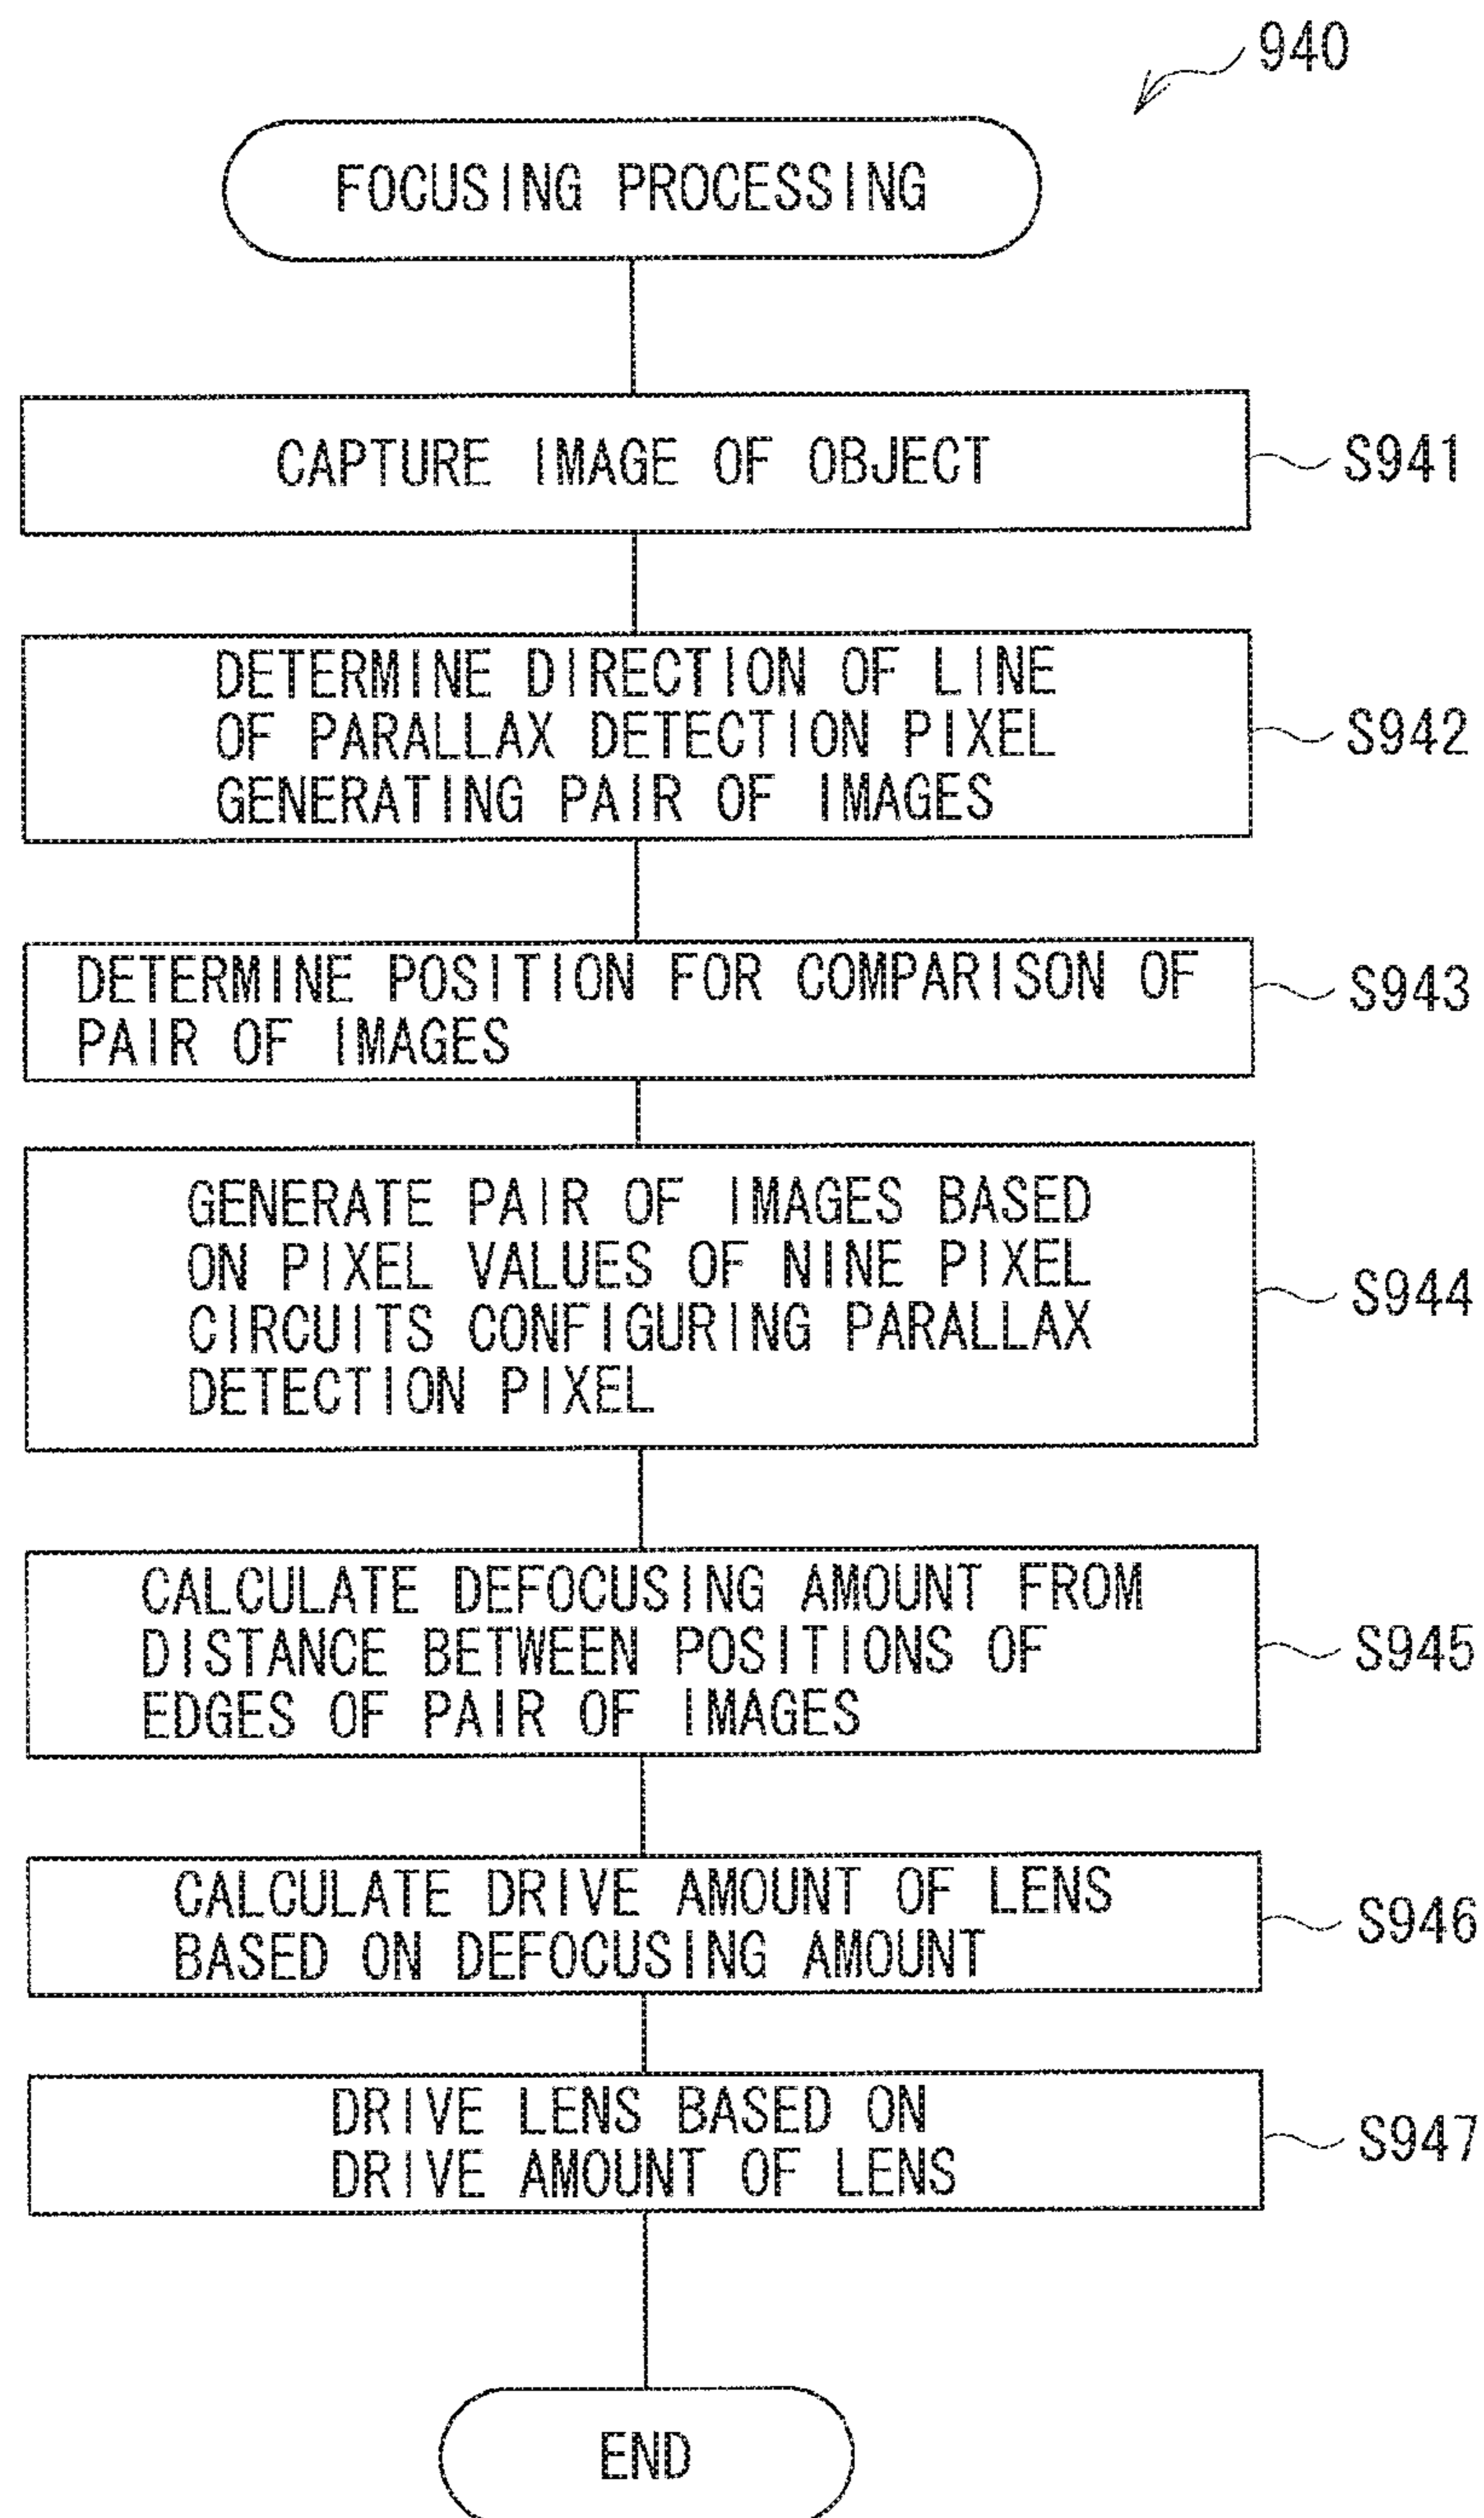 940
FOCUSING PROCESSING
CAPTURE IMAGE OF OBJECT
S941
DETERMINE DIRECTION OF LINE
OF PARALLAX DETECTION PIXEL
GENERATING PAIR OF IMAGES
S942
DETERMINE POSITION FOR COMPARISON OF
PAIR OF IMAGES
S943
GENERATE PAIR OF IMAGES BASED
ON PIXEL VALUES OF NINE PIXEL
CIRCUITS CONFIGURING PARALLAX
DETECTION PIXEL
S944
CALCULATE DEFOCUSING AMOUNT FROM
DISTANCE BETWEEN POSITIONS OF
EDGES OF PAIR OF IMAGES
S945
CALCULATE DRIVE AMOUNT OF LENS
BASED ON DEFOCUSING AMOUNT
S946
DRIVE LENS BASED ON
DRIVE AMOUNT OF LENS
S947
END